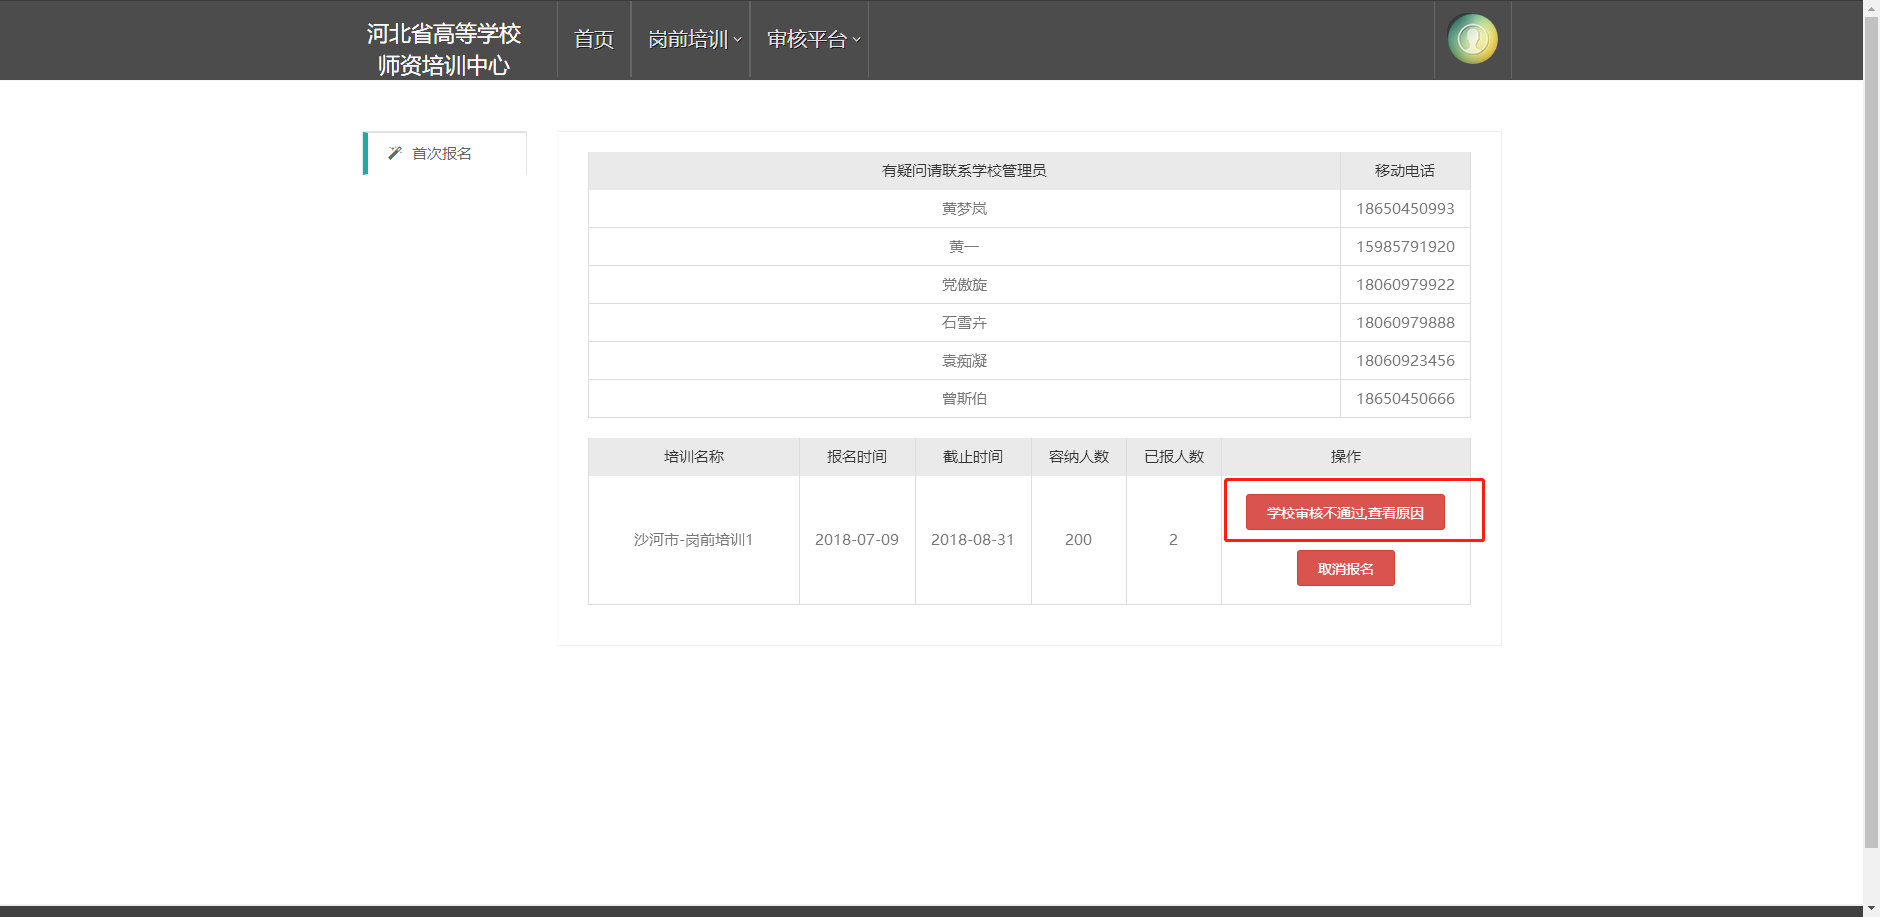 河北省高等学校
师资培训中心
首页
岗前培训
审核平台
首次报名
有疑问请联系学校管理员 移动电话
黄梦岚 18650450993
黄一 15985791920
党傲旋 18060979922
石雪卉 18060979888
袁痴凝 18060923456
曾斯伯 18650450666
培训名称 报名时间 截止时间 容纳人数 已报人数 操作
学校审核不通过,查看原因
沙河市-岗前培训1 2018-07-09 2018-08-31 200 2
取消报名